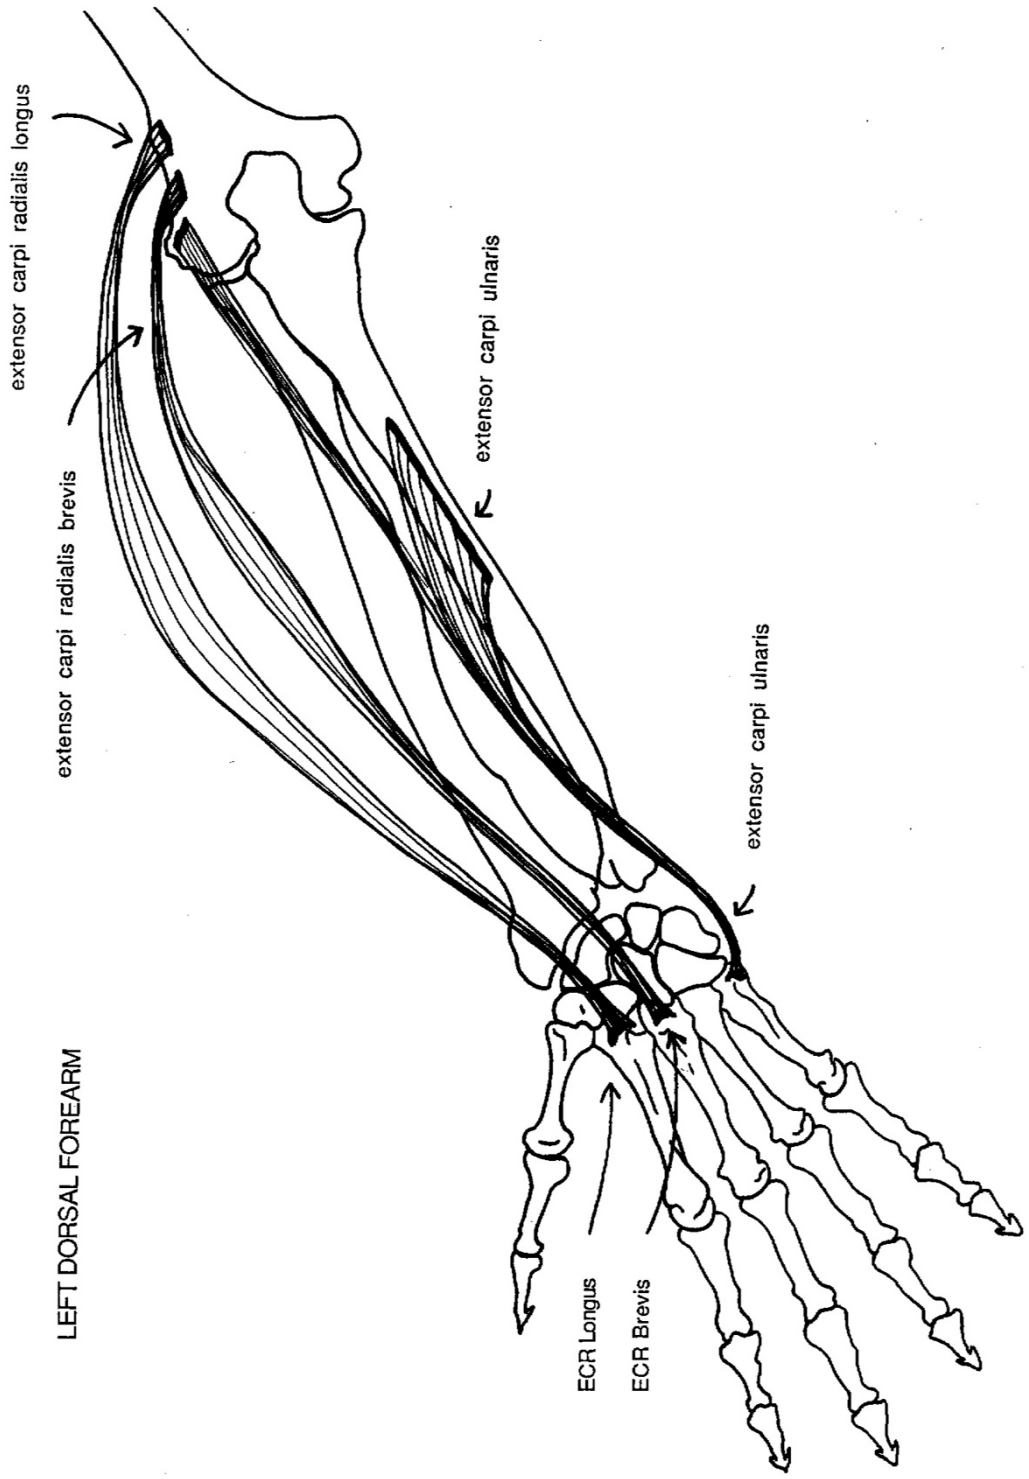 LEFT DORSAL FOREARM
extensor carpi radialis brevis
extensor carpi radialis longus
ECR Longus
ECR Brevis
extensor carpi ulnaris
extensor carpi ulnaris